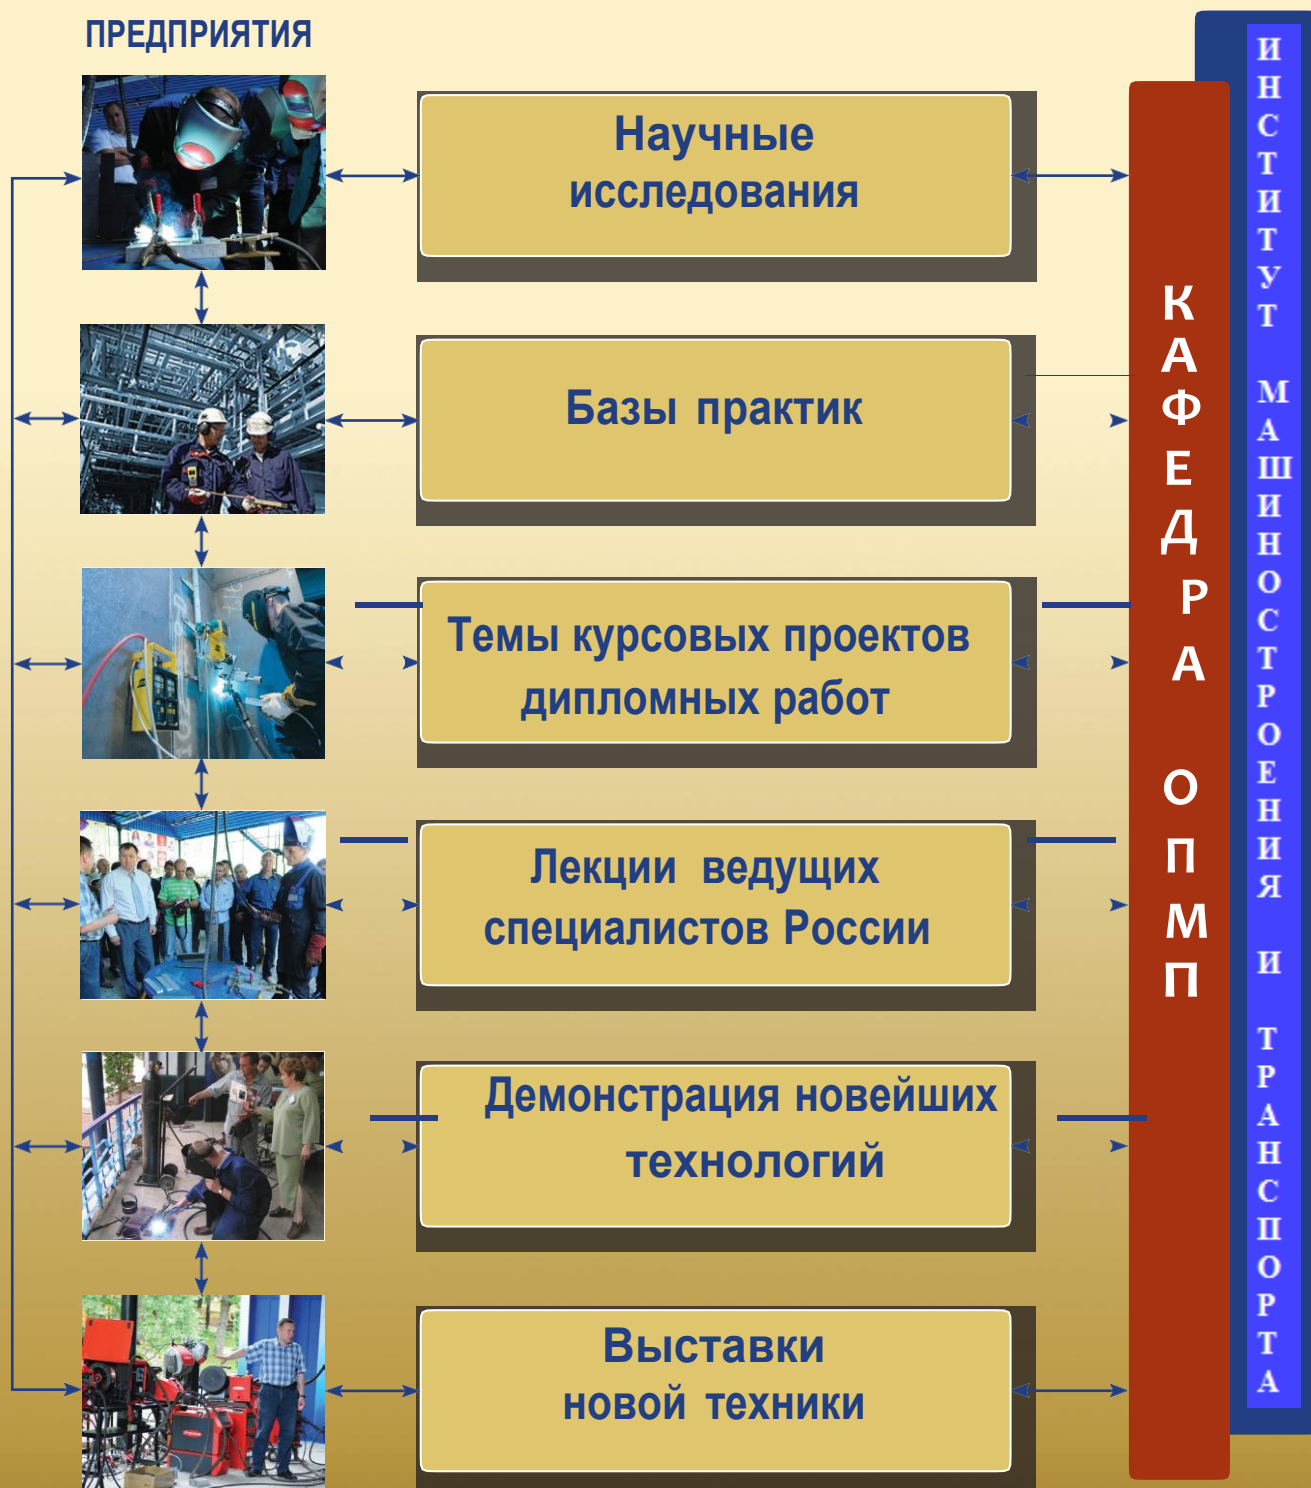 ПРЕДПРИЯТИЯ
Научные
исследования
Базы практик
Темы курсовых проектов
дипломных работ
Лекции ведущих
специалистов России
Демонстрация новейших
технологий
Выставки
новой техники
КАФЕДРА ОПМП
ИНСТИТУТ МАШИНОСТРОЕНИЯ И ТРАНСПОРТА